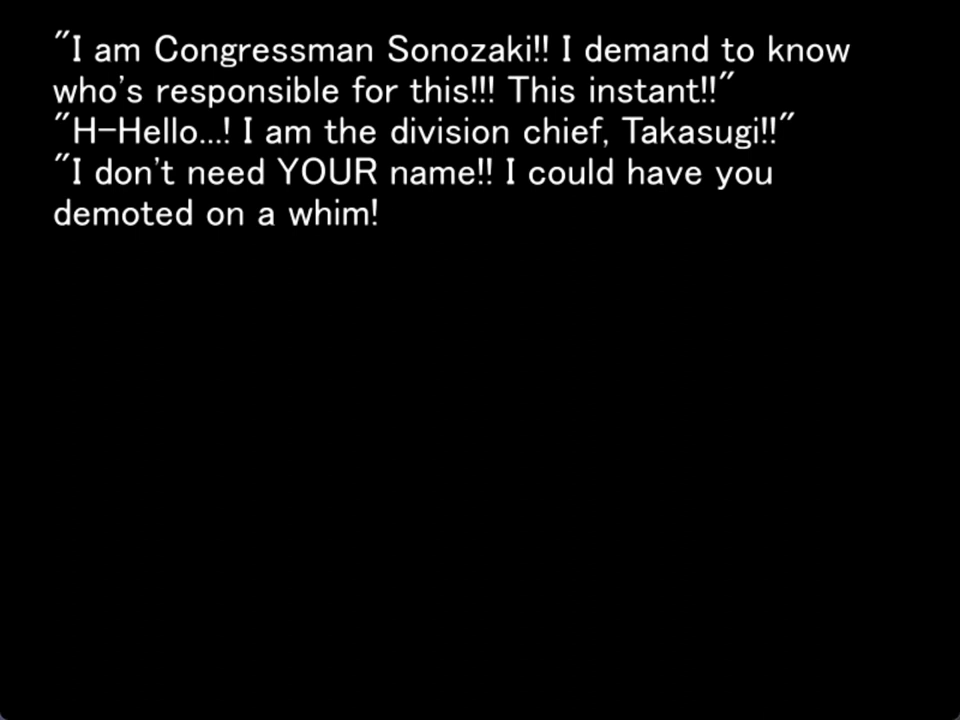 "I am Congressman Sonozaki!! I demand to know
who's responsible for this!!! This instant!!"
"H-Hello...! I am the division chief, Takasugi!!"
"I don't need YOUR name!! I could have you
demoted on a whim!